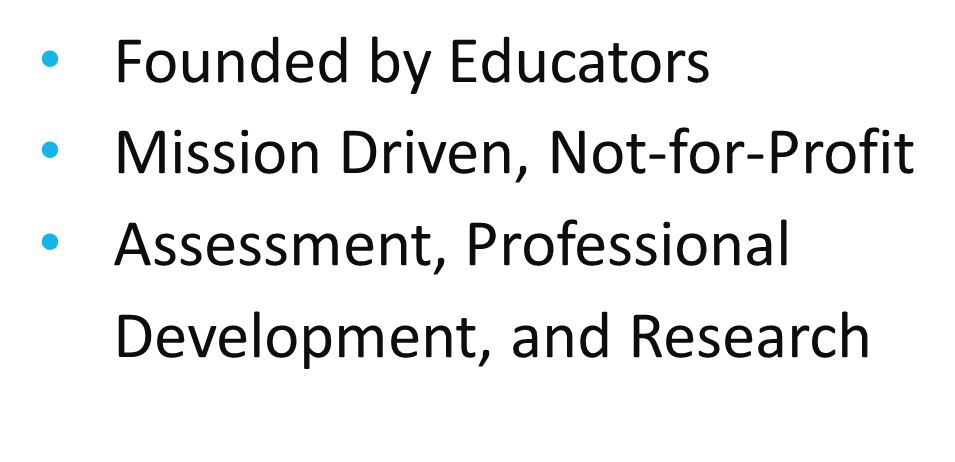 • Founded by Educators
• Mission Driven, Not-for-Profit
• Assessment, Professional
Development, and Research